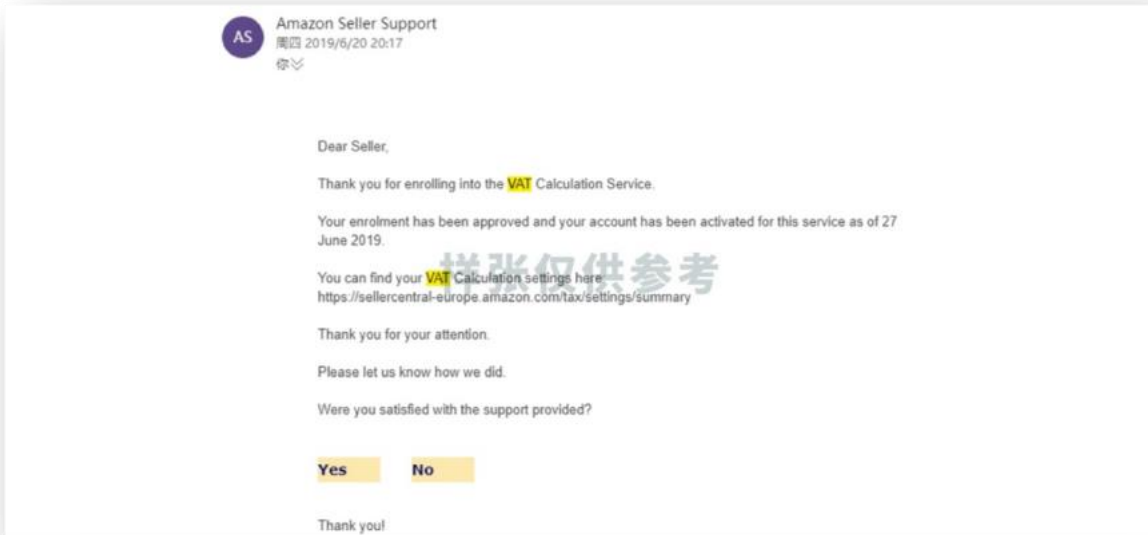 AS
Amazon Seller Support
周四 2019/6/20 20:17
你
Dear Seller,
Thank you for enrolling into the VAT Calculation Service.
Your enrolment has been approved and your account has been activated for this service as of 27
June 2019.
You can find your VAT Calculation settings here
https://sellercentral-europe.amazon.com/tax/settings/summary
样张仅供参考
Thank you for your attention.
Please let us know how we did.
Were you satisfied with the support provided?
Yes No
Thank you!